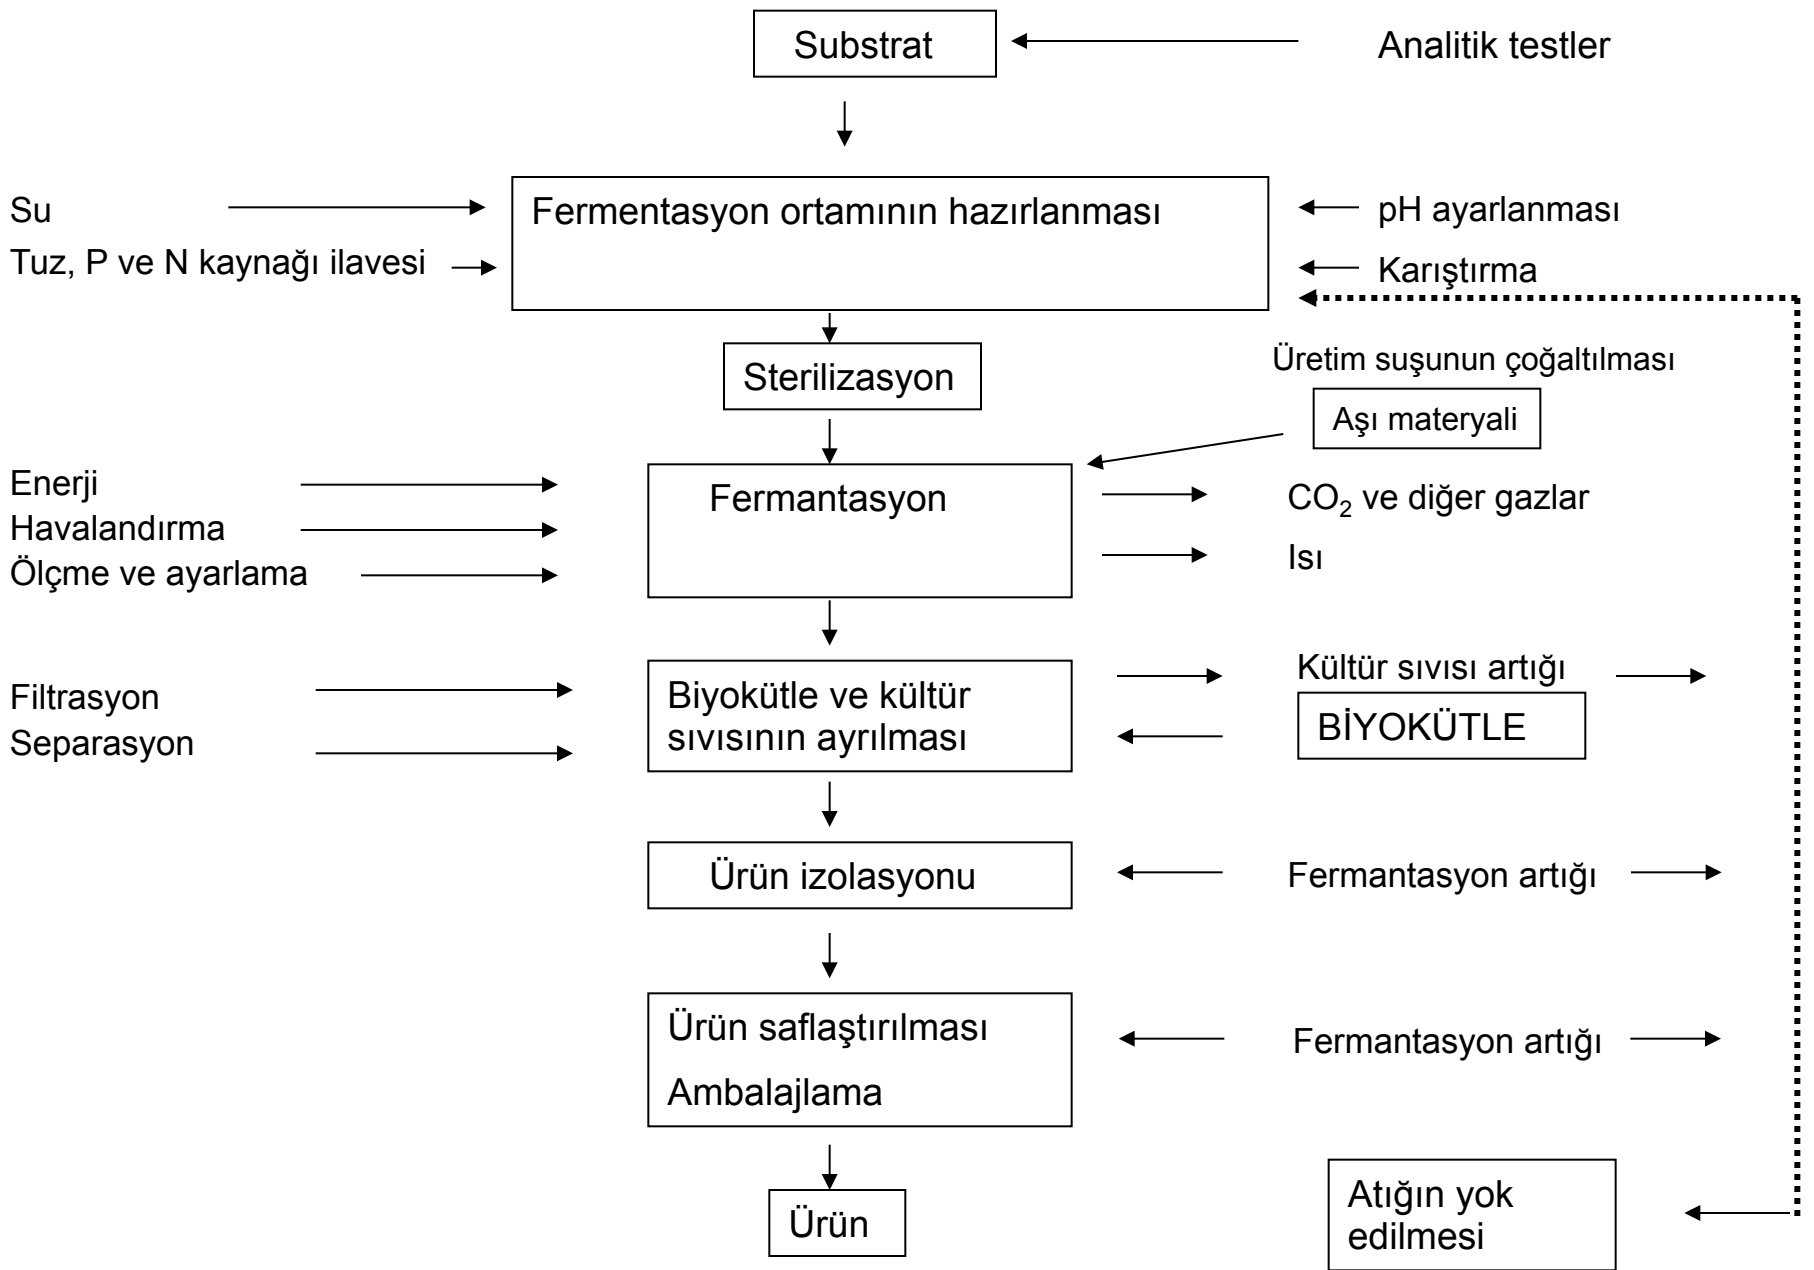 Substrat
Analitik testler
Su
Fermentasyon ortamının hazırlanması
pH ayarlanması
Tuz, P ve N kaynağı ilavesi
Karıştırma
Sterilizasyon
Üretim suşunun çoğaltılması
Aşı materyali
Enerji
Havalandırma
Ölçme ve ayarlama
Fermantasyon
CO₂ ve diğer gazlar
Isı
Filtrasyon
Separasyon
Biyokütle ve kültür
sıvısının ayrılması
Kültür sıvısı artığı
BİYOKÜTLE
Ürün izolasyonu
Fermantasyon artığı
Ürün saflaştırılması
Ambalajlama
Fermantasyon artığı
Ürün
Atığın yok
edilmesi